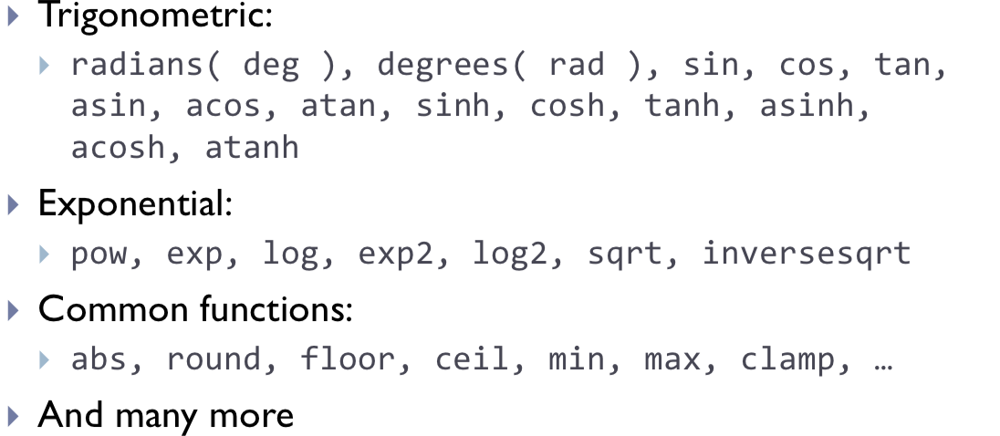 Trigonometric:
radians( deg ), degrees( rad ), sin, cos, tan,
asin, acos, atan, sinh, cosh, tanh, asinh,
acosh, atanh
Exponential:
pow, exp, log, exp2, log2, sqrt, inversesqrt
Common functions:
abs, round, floor, ceil, min, max, clamp, …
And many more